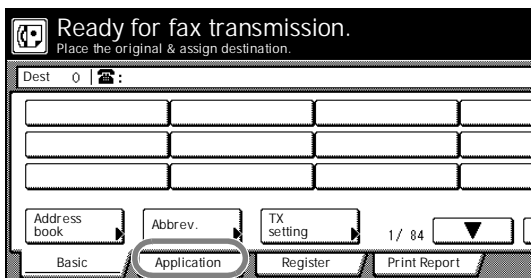 Ready for fax transmission.
Place the original & assign destination.
Dest 0 ☎:
Address book
Abbrev.
TX setting
1/ 84
Basic
Application
Register
Print Report